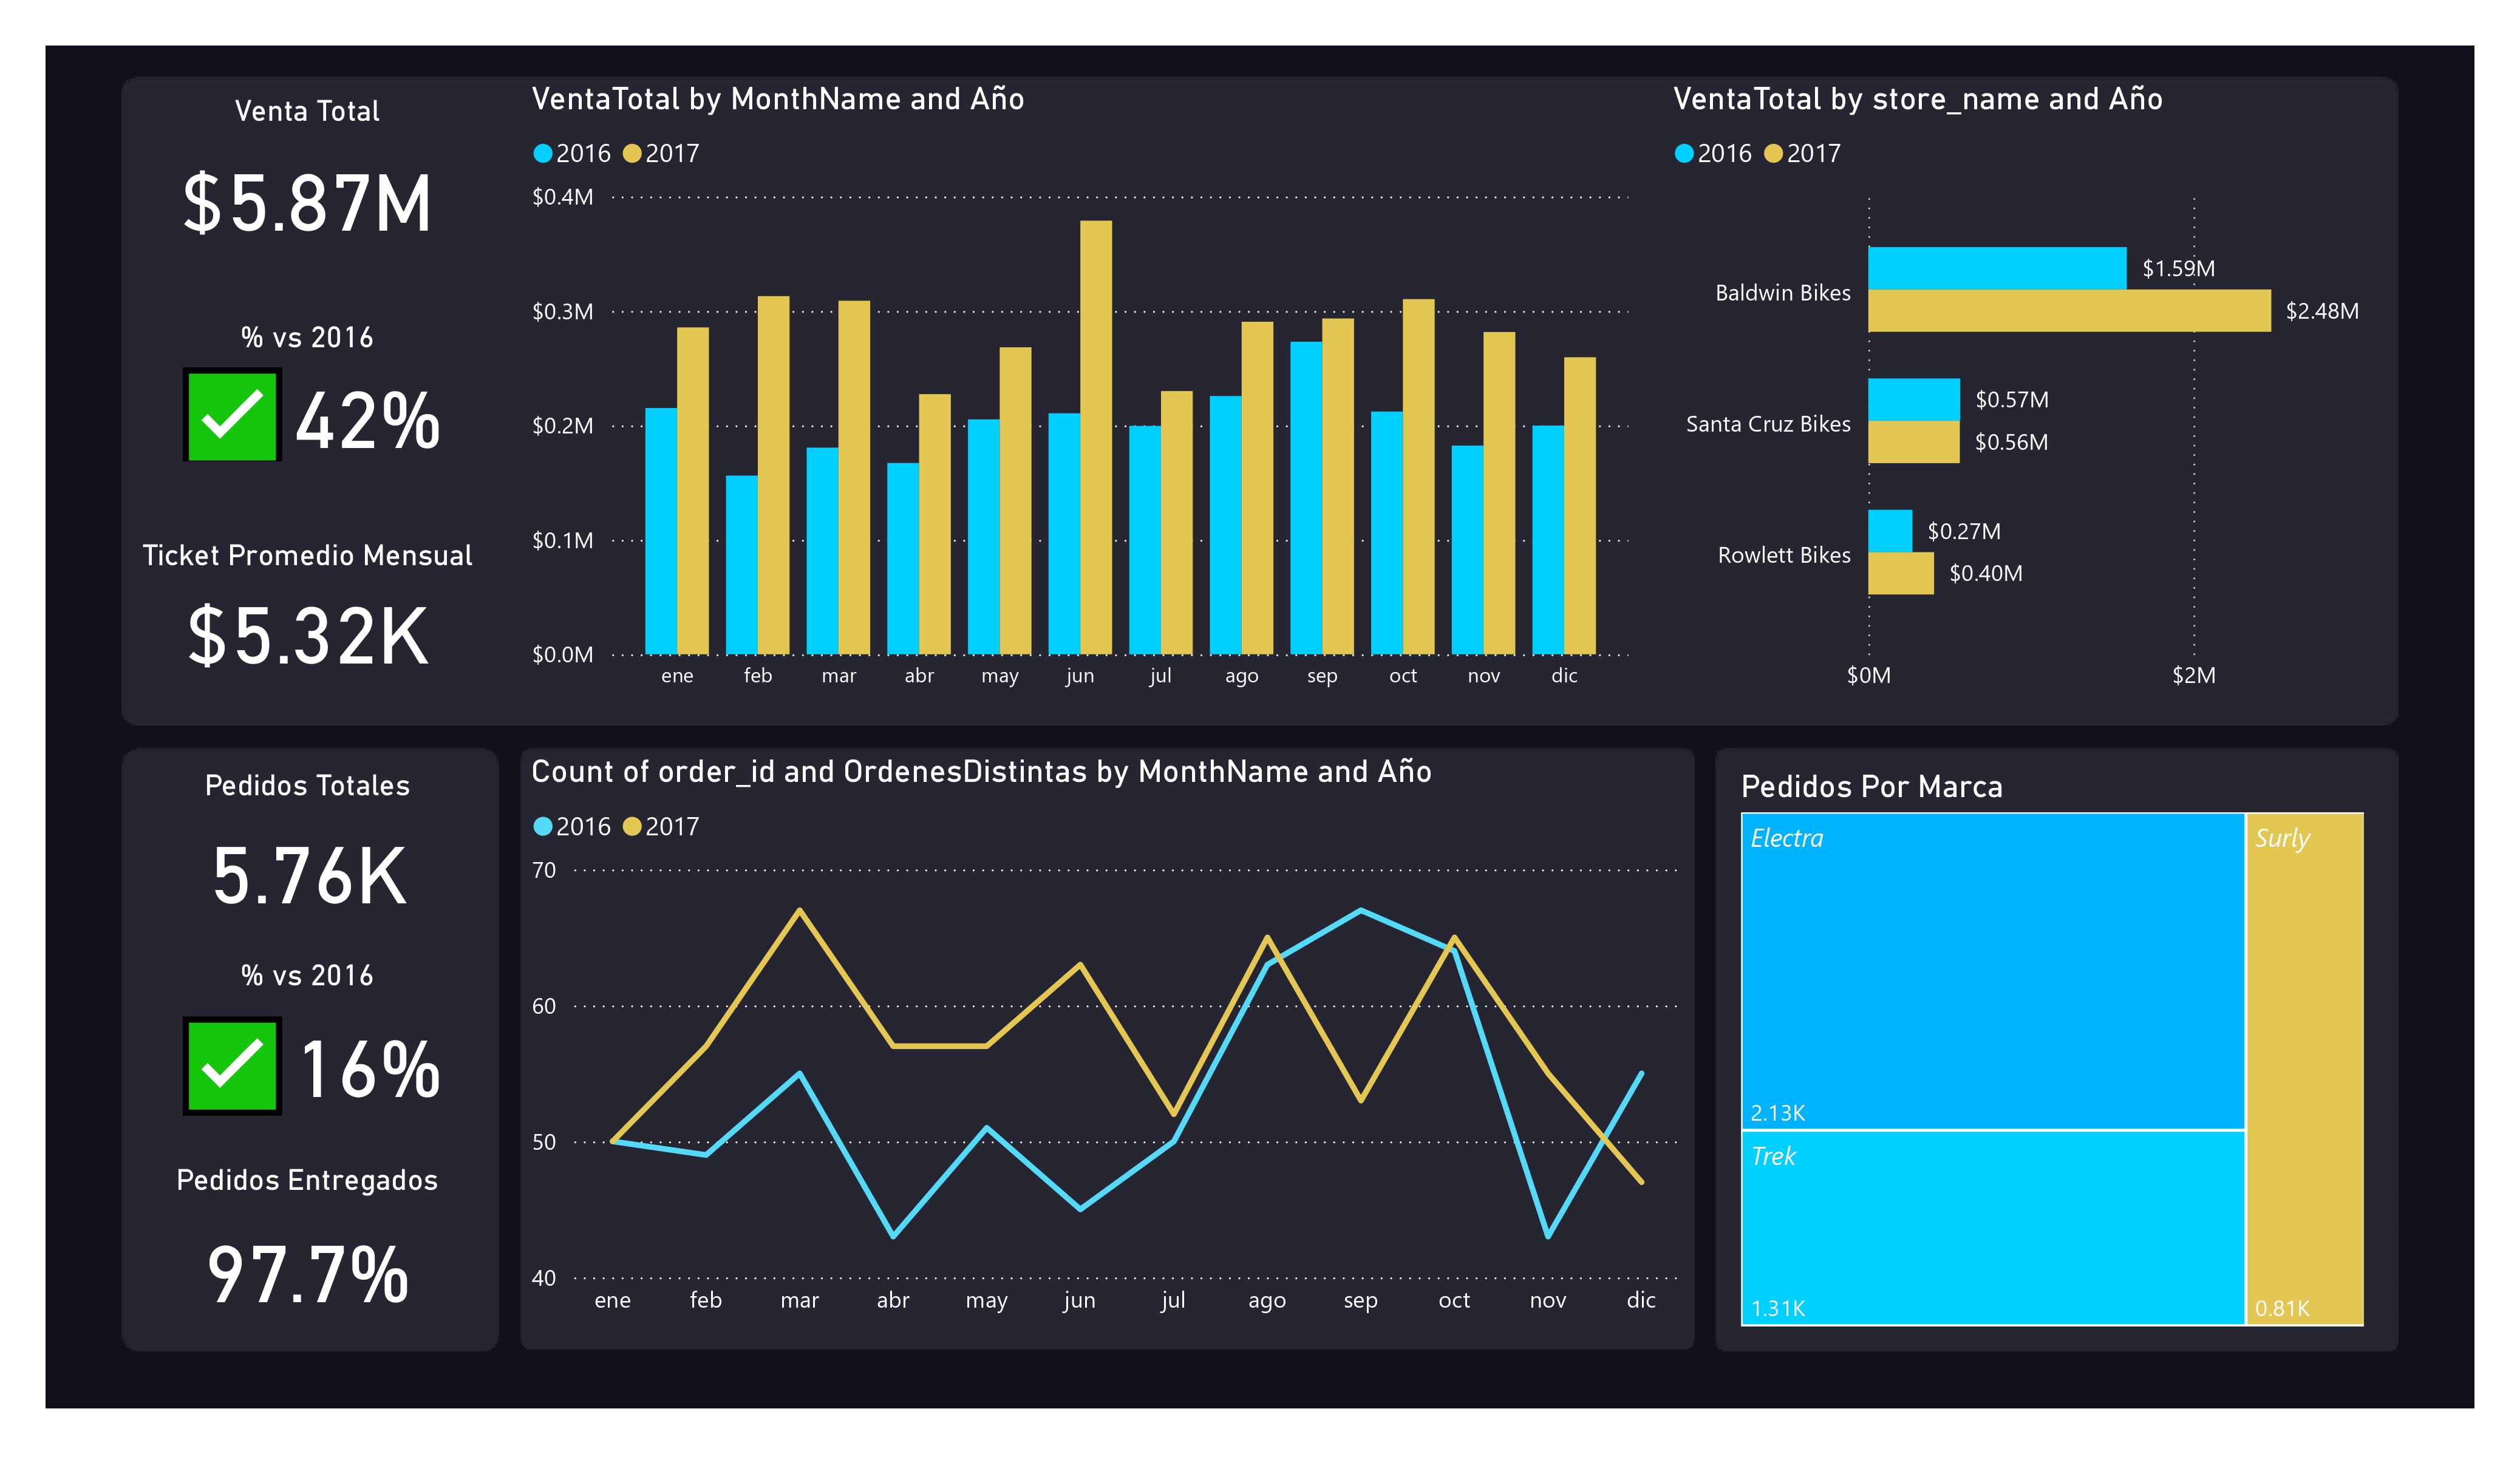 Venta Total
$5.87M
% vs 2016
42%
Ticket Promedio Mensual
$5.32K
VentaTotal by MonthName and Año
2016 2017
$0.4M
$0.3M
$0.2M
$0.1M
$0.0M
ene feb mar abr may jun jul ago sep oct nov dic
VentaTotal by store_name and Año
2016 2017
Baldwin Bikes
$1.59M
$2.48M
Santa Cruz Bikes
$0.57M
$0.56M
Rowlett Bikes
$0.27M
$0.40M
$0M $2M
Pedidos Totales
5.76K
% vs 2016
16%
Pedidos Entregados
97.7%
Count of order_id and OrdenesDistintas by MonthName and Año
2016 2017
70
60
50
40
ene feb mar abr may jun jul ago sep oct nov dic
Pedidos Por Marca
Electra
2.13K
Trek
1.31K
Surly
0.81K